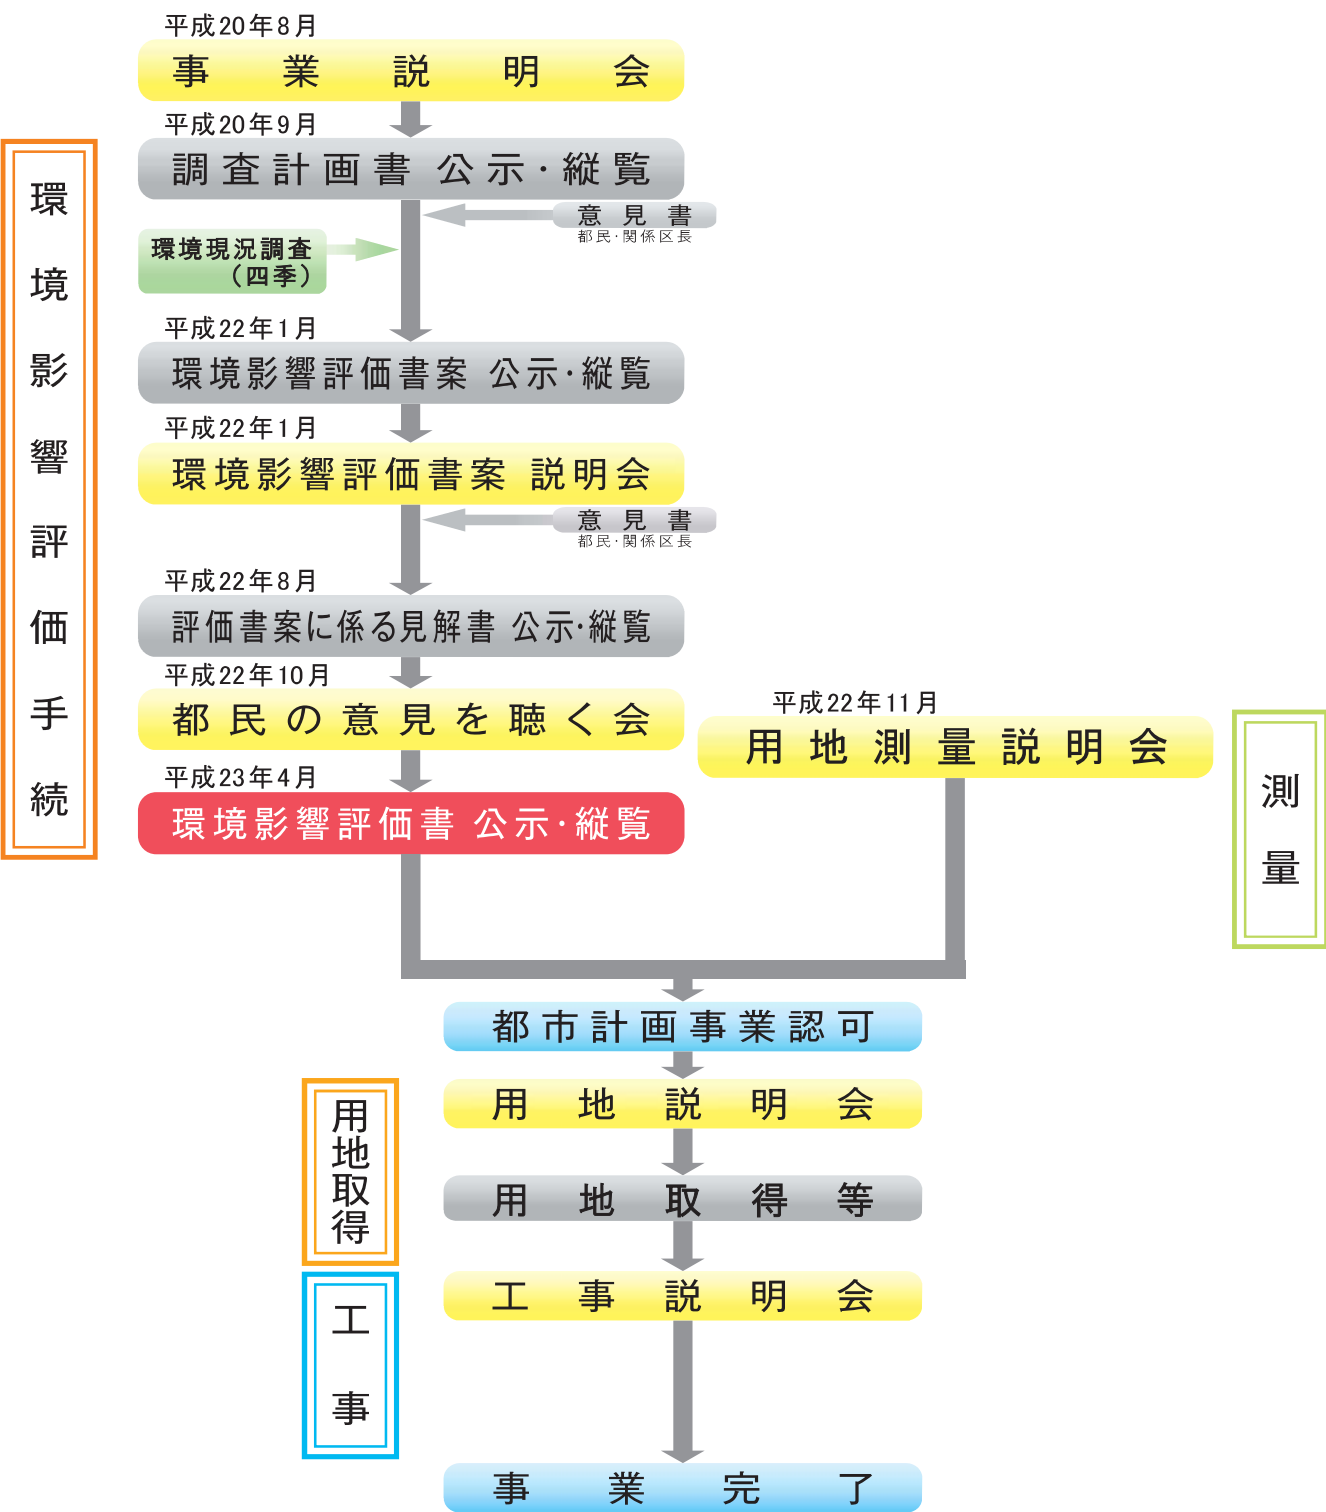 平成20年8月
事業説明会
平成20年9月
調査計画書 公示・縦覧
意見書
都民・関係区長
環境現況調査
(四季)
平成22年1月
環境影響評価書案 公示・縦覧
平成22年1月
環境影響評価書案 説明会
意見書
都民・関係区長
平成22年8月
評価書案に係る見解書 公示・縦覧
平成22年10月
都民の意見を聴く会
平成23年4月
環境影響評価書 公示・縦覧
環境影響評価手続
平成22年11月
用地測量説明会
測量
都市計画事業認可
用地説明会
用地取得等
用地取得
工事説明会
工事
事業完了